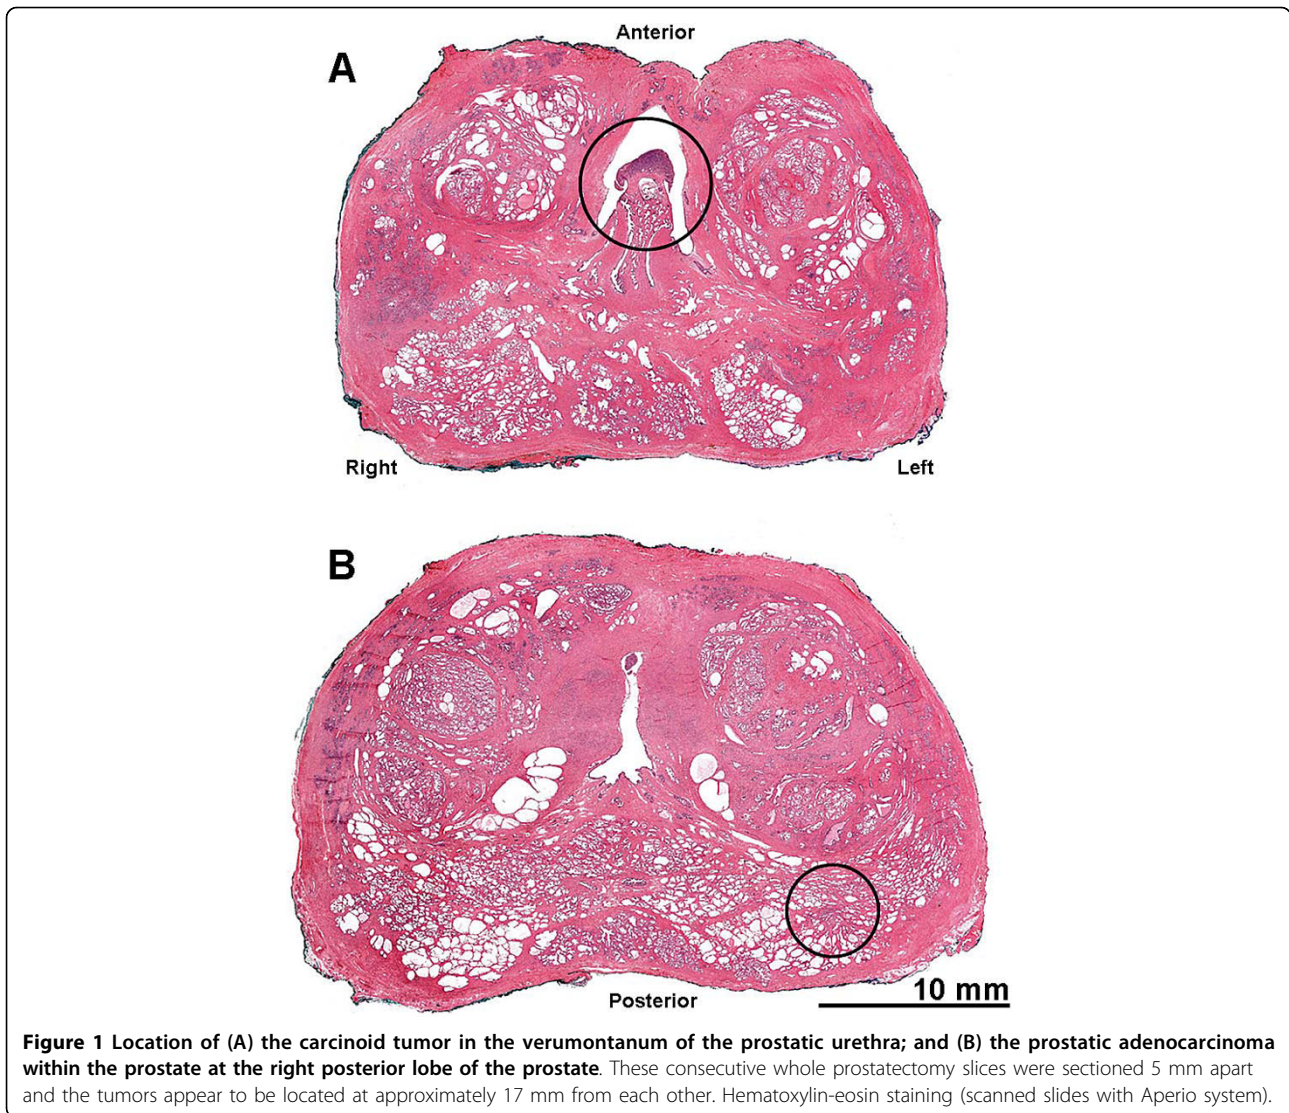 Anterior
A
Right Left
B
Posterior
10 mm
Figure 1 Location of (A) the carcinoid tumor in the verumontanum of the prostatic urethra; and (B) the prostatic adenocarcinoma
within the prostate at the right posterior lobe of the prostate. These consecutive whole prostatectomy slices were sectioned 5 mm apart
and the tumors appear to be located at approximately 17 mm from each other. Hematoxylin-eosin staining (scanned slides with Aperio system).